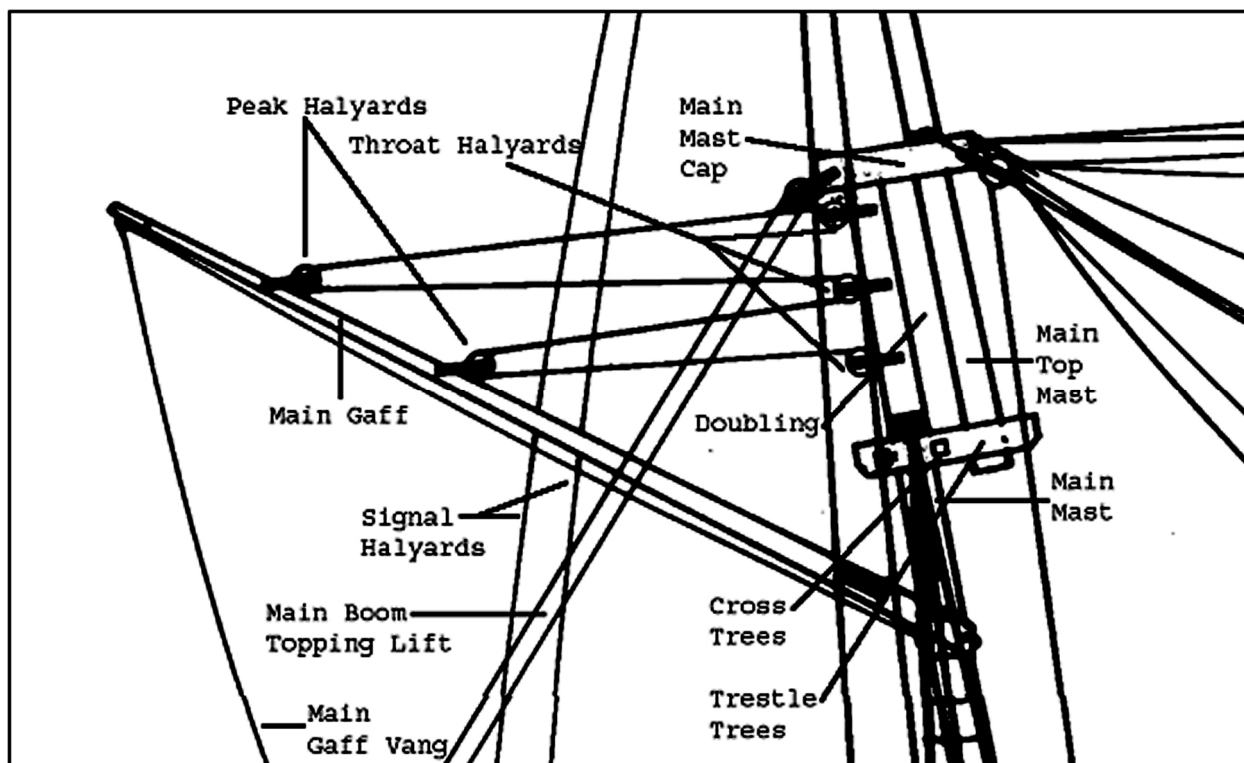 Peak Halyards
Throat Halyards
Main
Mast
Cap
Main Gaff
Doubling
Main
Top
Mast
Main
Mast
Signal
Halyards
Main Boom
Topping Lift
Cross
Trees
Trestle
Trees
Main
Gaff Vang